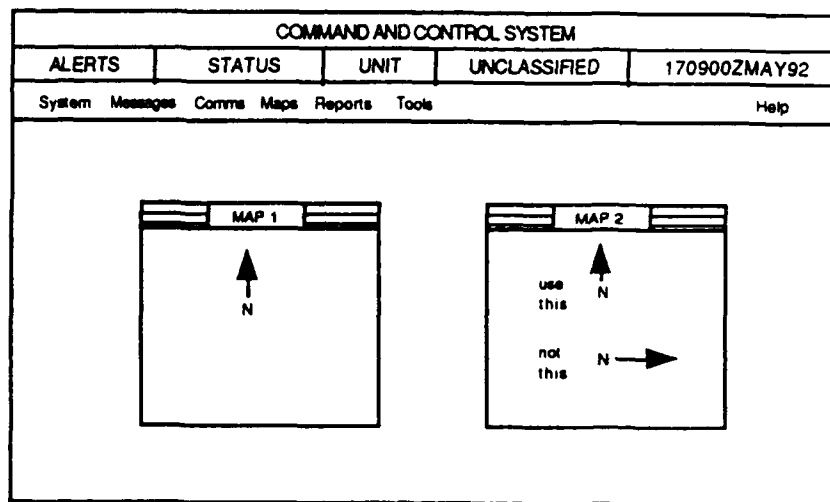 COMMAND AND CONTROL SYSTEM
ALERTS STATUS UNIT UNCLASSIFIED 170900ZMAY92
System Messages Comms Maps Reports Tools Help
MAP 1
N
MAP 2
use
this
N
not
this
N